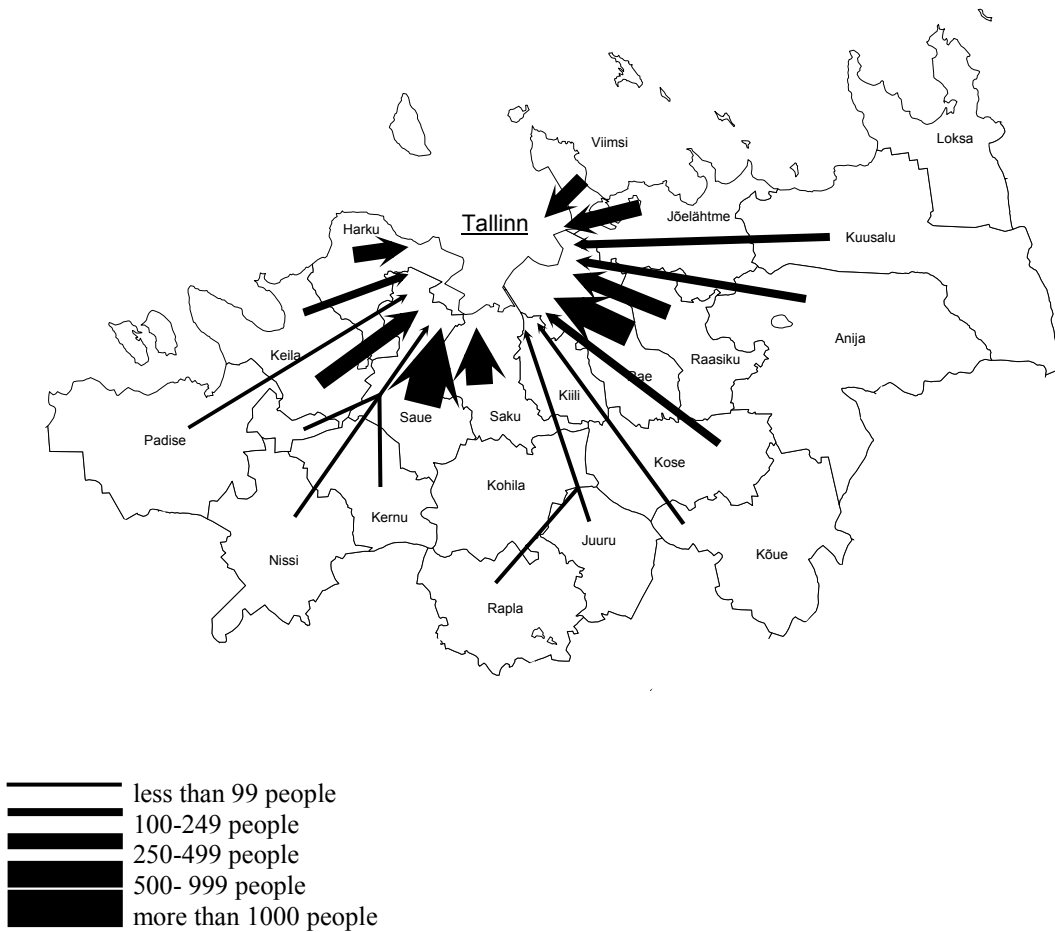 Loksa
Viimsi
Tallinn
Jõelähtme
Harku
Kuusalu
Anija
Keila
Raasiku
Rae
Kiili
Saue
Saku
Padise
Kose
Kohila
Kernu
Juuru
Kõue
Nissi
Rapla
less than 99 people
100-249 people
250-499 people
500- 999 people
more than 1000 people